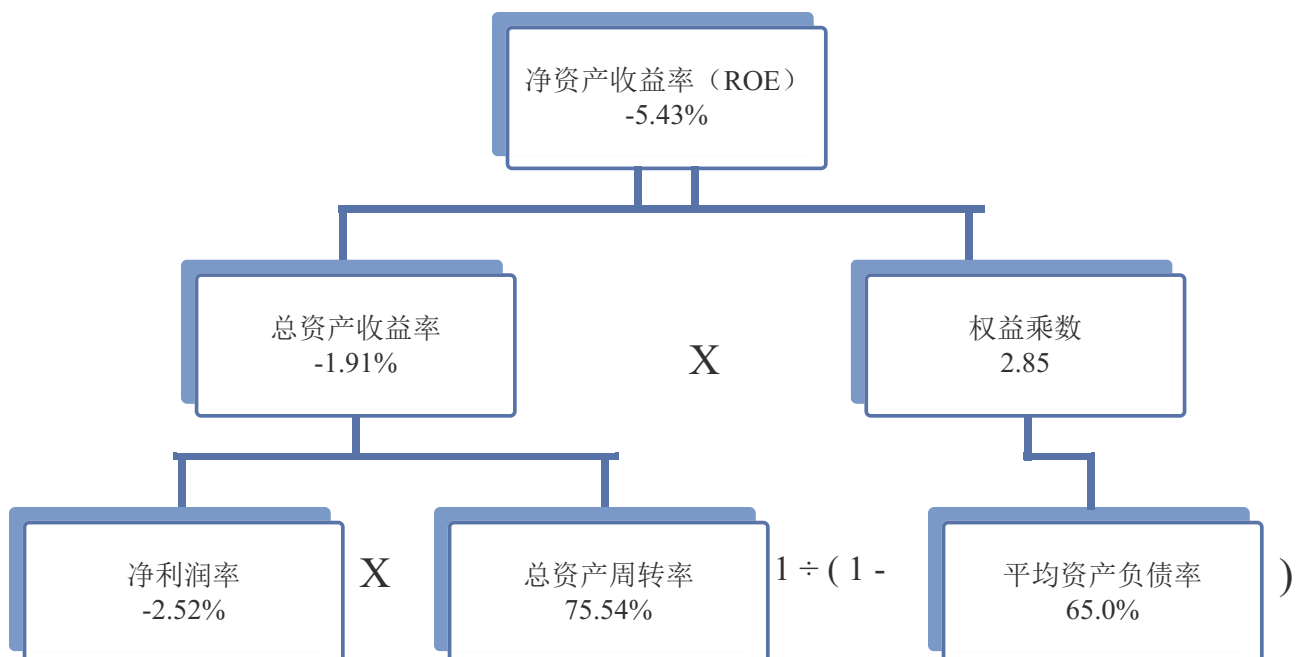 净资产收益率（ROE）
-5.43%
总资产收益率
-1.91%
X
权益乘数
2.85
净利润率
-2.52%
X
总资产周转率
75.54%
1 ÷ ( 1 -
平均资产负债率
65.0%
)